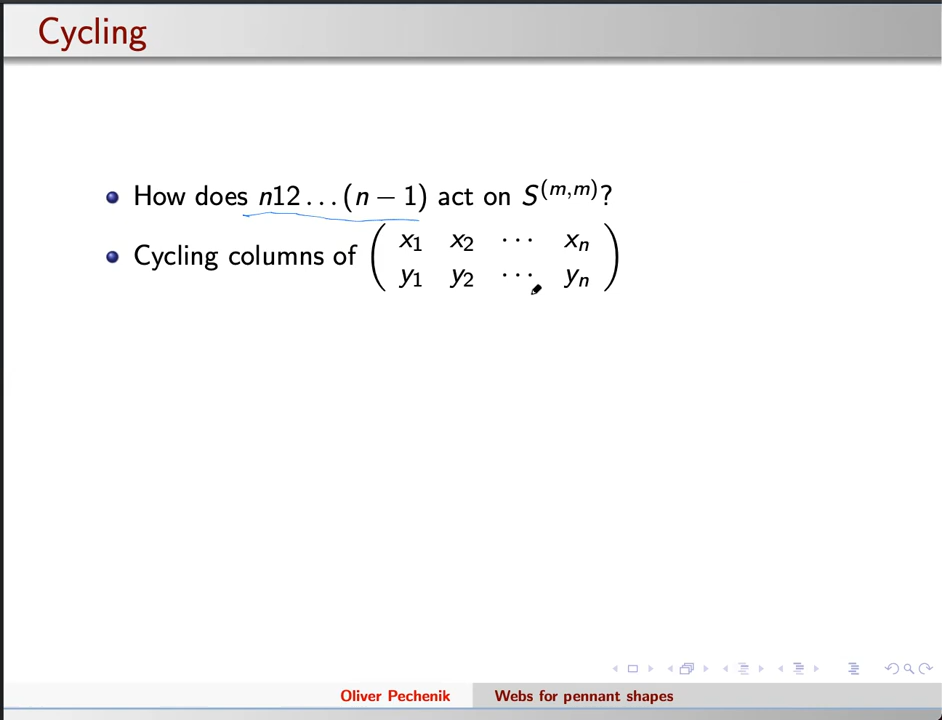 Cycling
How does n12 . . . (n − 1) act on S^(m,m)?
Cycling columns of ( x₁ x₂ ⋯ xₙ
y₁ y₂ ⋯ yₙ )
Oliver Pechenik Webs for pennant shapes